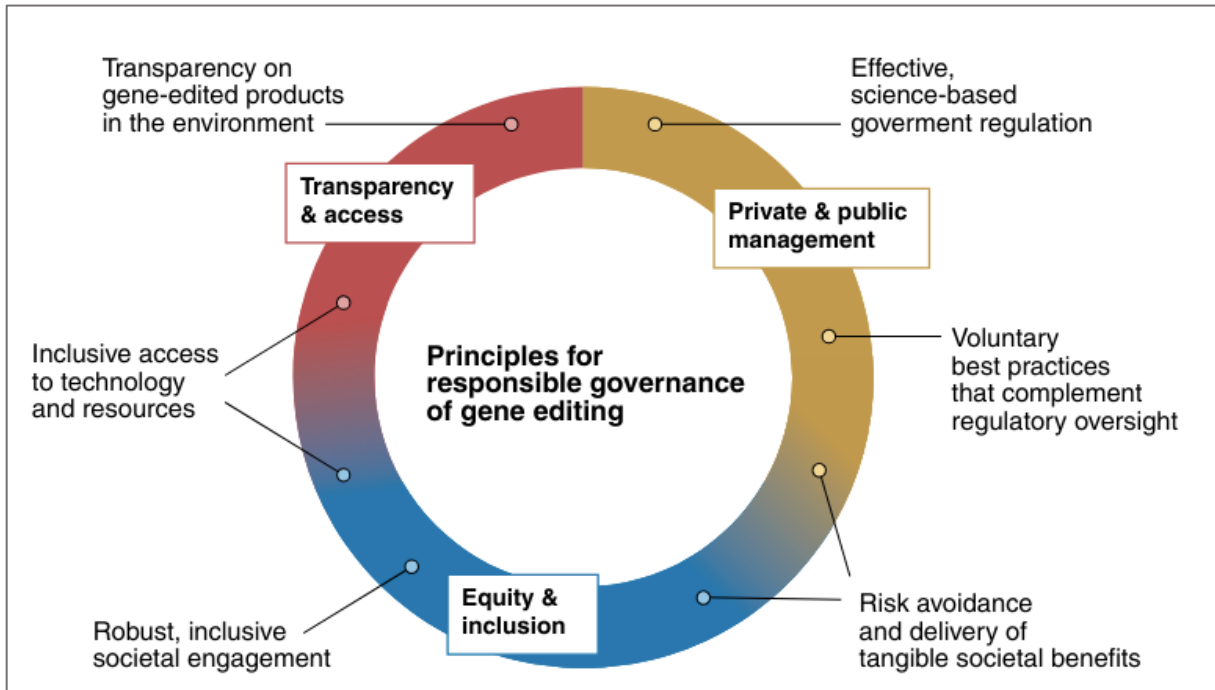 Transparency on
gene-edited products
in the environment
Effective,
science-based
goverment regulation
Transparency
& access
Private & public
management
Principles for
responsible governance
of gene editing
Inclusive access
to technology
and resources
Voluntary
best practices
that complement
regulatory oversight
Equity &
inclusion
Robust, inclusive
societal engagement
Risk avoidance
and delivery of
tangible societal benefits